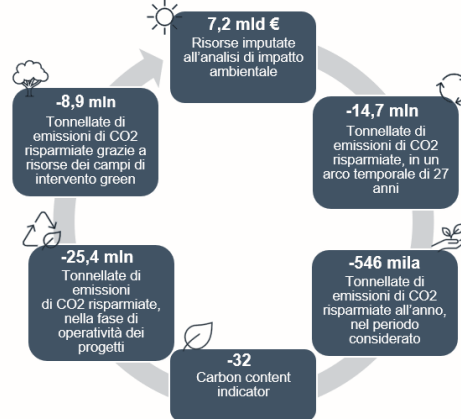 7,2 mld €
Risorse imputate
all'analisi di impatto
ambientale
-14,7 mln
Tonnellate di
emissioni di CO2
risparmiate, in un
arco temporale di 27
anni
-546 mila
Tonnellate di
emissioni di CO2
risparmiate all'anno,
nel periodo
considerato
-32
Carbon content
indicator
-25,4 mln
Tonnellate di
emissioni
di CO2 risparmiate,
nella fase di
operatività dei
progetti
-8,9 mln
Tonnellate di
emissioni di CO2
risparmiate grazie a
risorse dei campi di
intervento green